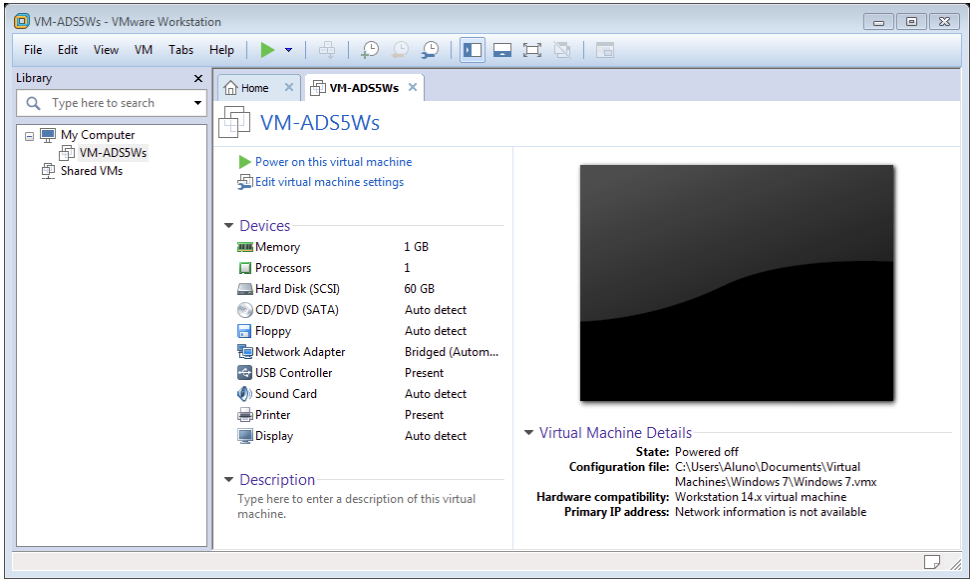 VM-ADS5Ws - VMware Workstation
File Edit View VM Tabs Help
Library
Type here to search
My Computer
VM-ADS5Ws
Shared VMs
Home
VM-ADS5Ws
VM-ADS5Ws
Power on this virtual machine
Edit virtual machine settings
Devices
Memory 1 GB
Processors 1
Hard Disk (SCSI) 60 GB
CD/DVD (SATA) Auto detect
Floppy Auto detect
Network Adapter Bridged (Autom...
USB Controller Present
Sound Card Auto detect
Printer Present
Display Auto detect
Description
Type here to enter a description of this virtual
machine.
Virtual Machine Details
State: Powered off
Configuration file: C:\Users\Aluno\Documents\Virtual
Machines\Windows 7\Windows 7.vmx
Hardware compatibility: Workstation 14.x virtual machine
Primary IP address: Network information is not available